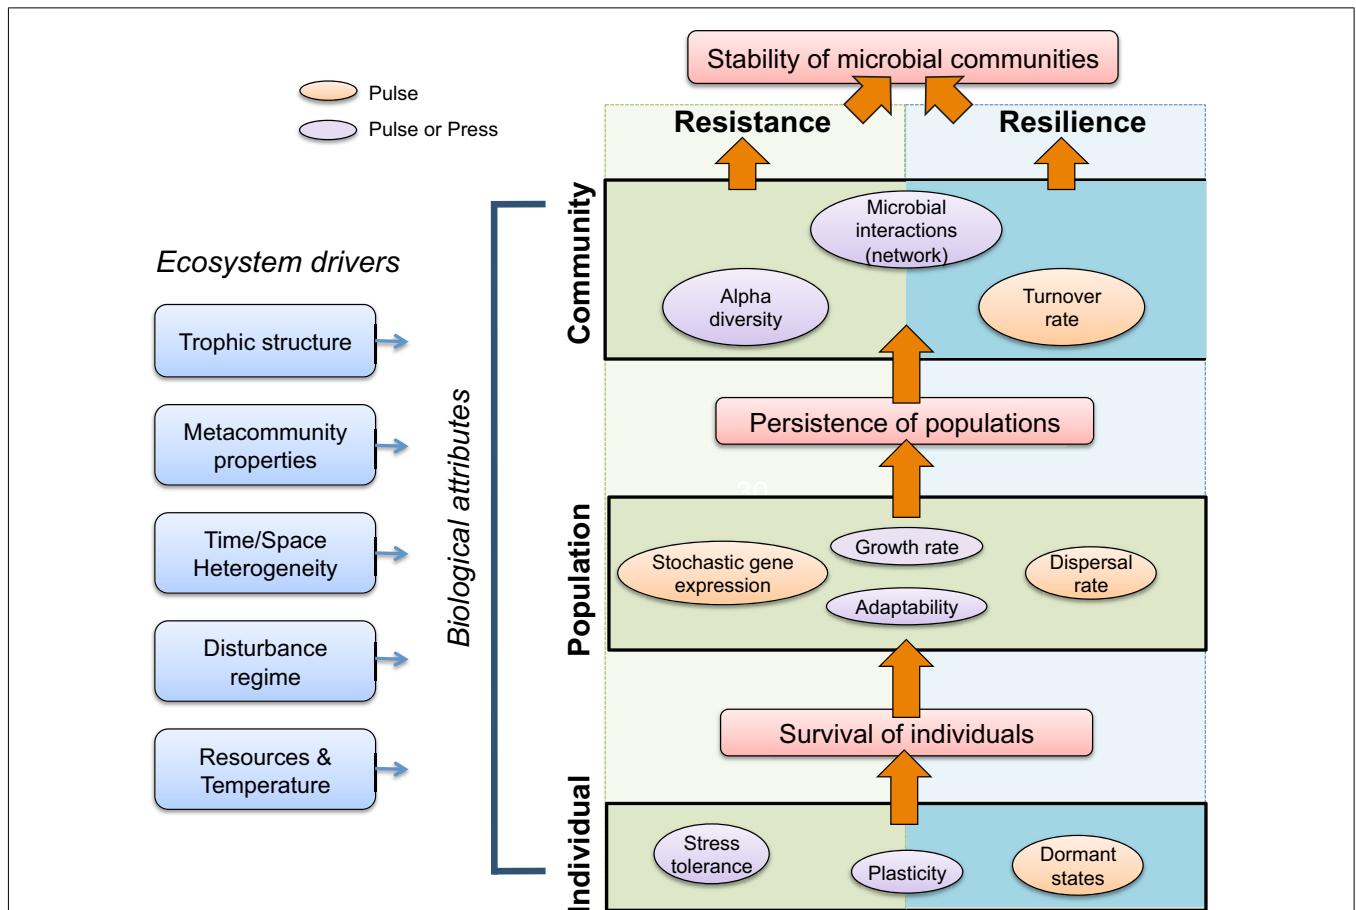 Stability of microbial communities
Pulse
Pulse or Press
Resistance
Resilience
Community
Microbial
interactions
(network)
Alpha
diversity
Turnover
rate
Ecosystem drivers
Trophic structure
Metacommunity
properties
Time/Space
Heterogeneity
Disturbance
regime
Resources &
Temperature
Biological attributes
Persistence of populations
20
Population
Stochastic gene
expression
Growth rate
Adaptability
Dispersal
rate
Survival of individuals
Individual
Stress
tolerance
Plasticity
Dormant
states